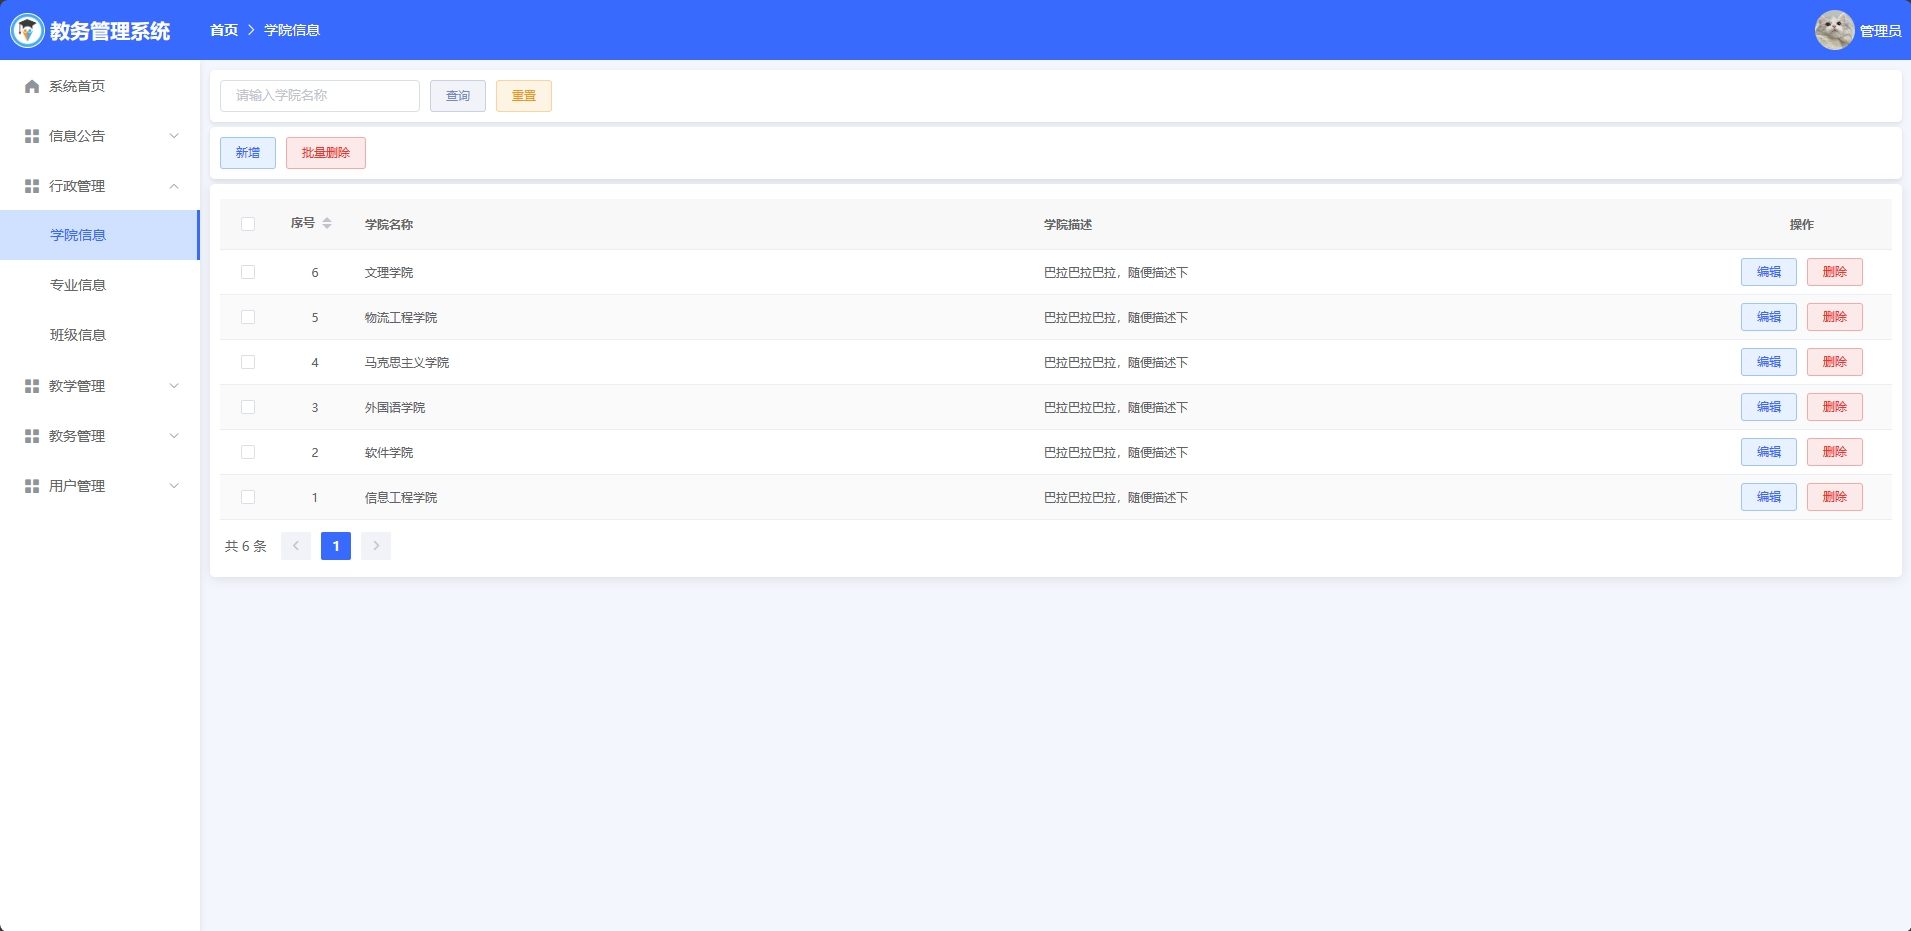 教务管理系统
首页 > 学院信息
管理员
系统首页
信息公告
行政管理
学院信息
专业信息
班级信息
教学管理
教务管理
用户管理
请输入学院名称 查询 重置
新增 批量删除
序号 学院名称 学院描述 操作
6 文理学院 巴拉巴拉巴拉，随便描述下 编辑 删除
5 物流工程学院 巴拉巴拉巴拉，随便描述下 编辑 删除
4 马克思主义学院 巴拉巴拉巴拉，随便描述下 编辑 删除
3 外国语学院 巴拉巴拉巴拉，随便描述下 编辑 删除
2 软件学院 巴拉巴拉巴拉，随便描述下 编辑 删除
1 信息工程学院 巴拉巴拉巴拉，随便描述下 编辑 删除
共 6 条 < 1 >